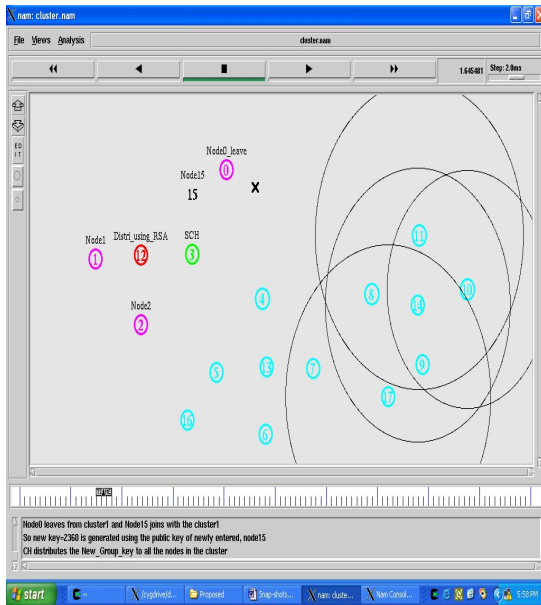 nam: cluster.nam
File Views Analysis cluster.nam
1.645481 Step: 2.0ms
ED
IT
Node0_leave
0
Node15
15
Node1
Distri_using_RSA
SCH
1
12
3
11
Node2
2
4
8
14
10
5
13
7
9
17
16
6
Node0 leaves from cluster1 and Node15 joins with the cluster1
So new key=2360 is generated using the public key of newly entered, node15
CH distributes the New_Group_key to all the nodes in the cluster
start
~
/cygdrive/d...
Proposed
Snap-shots...
nam: cluste...
Nam Consol...
5:58 PM